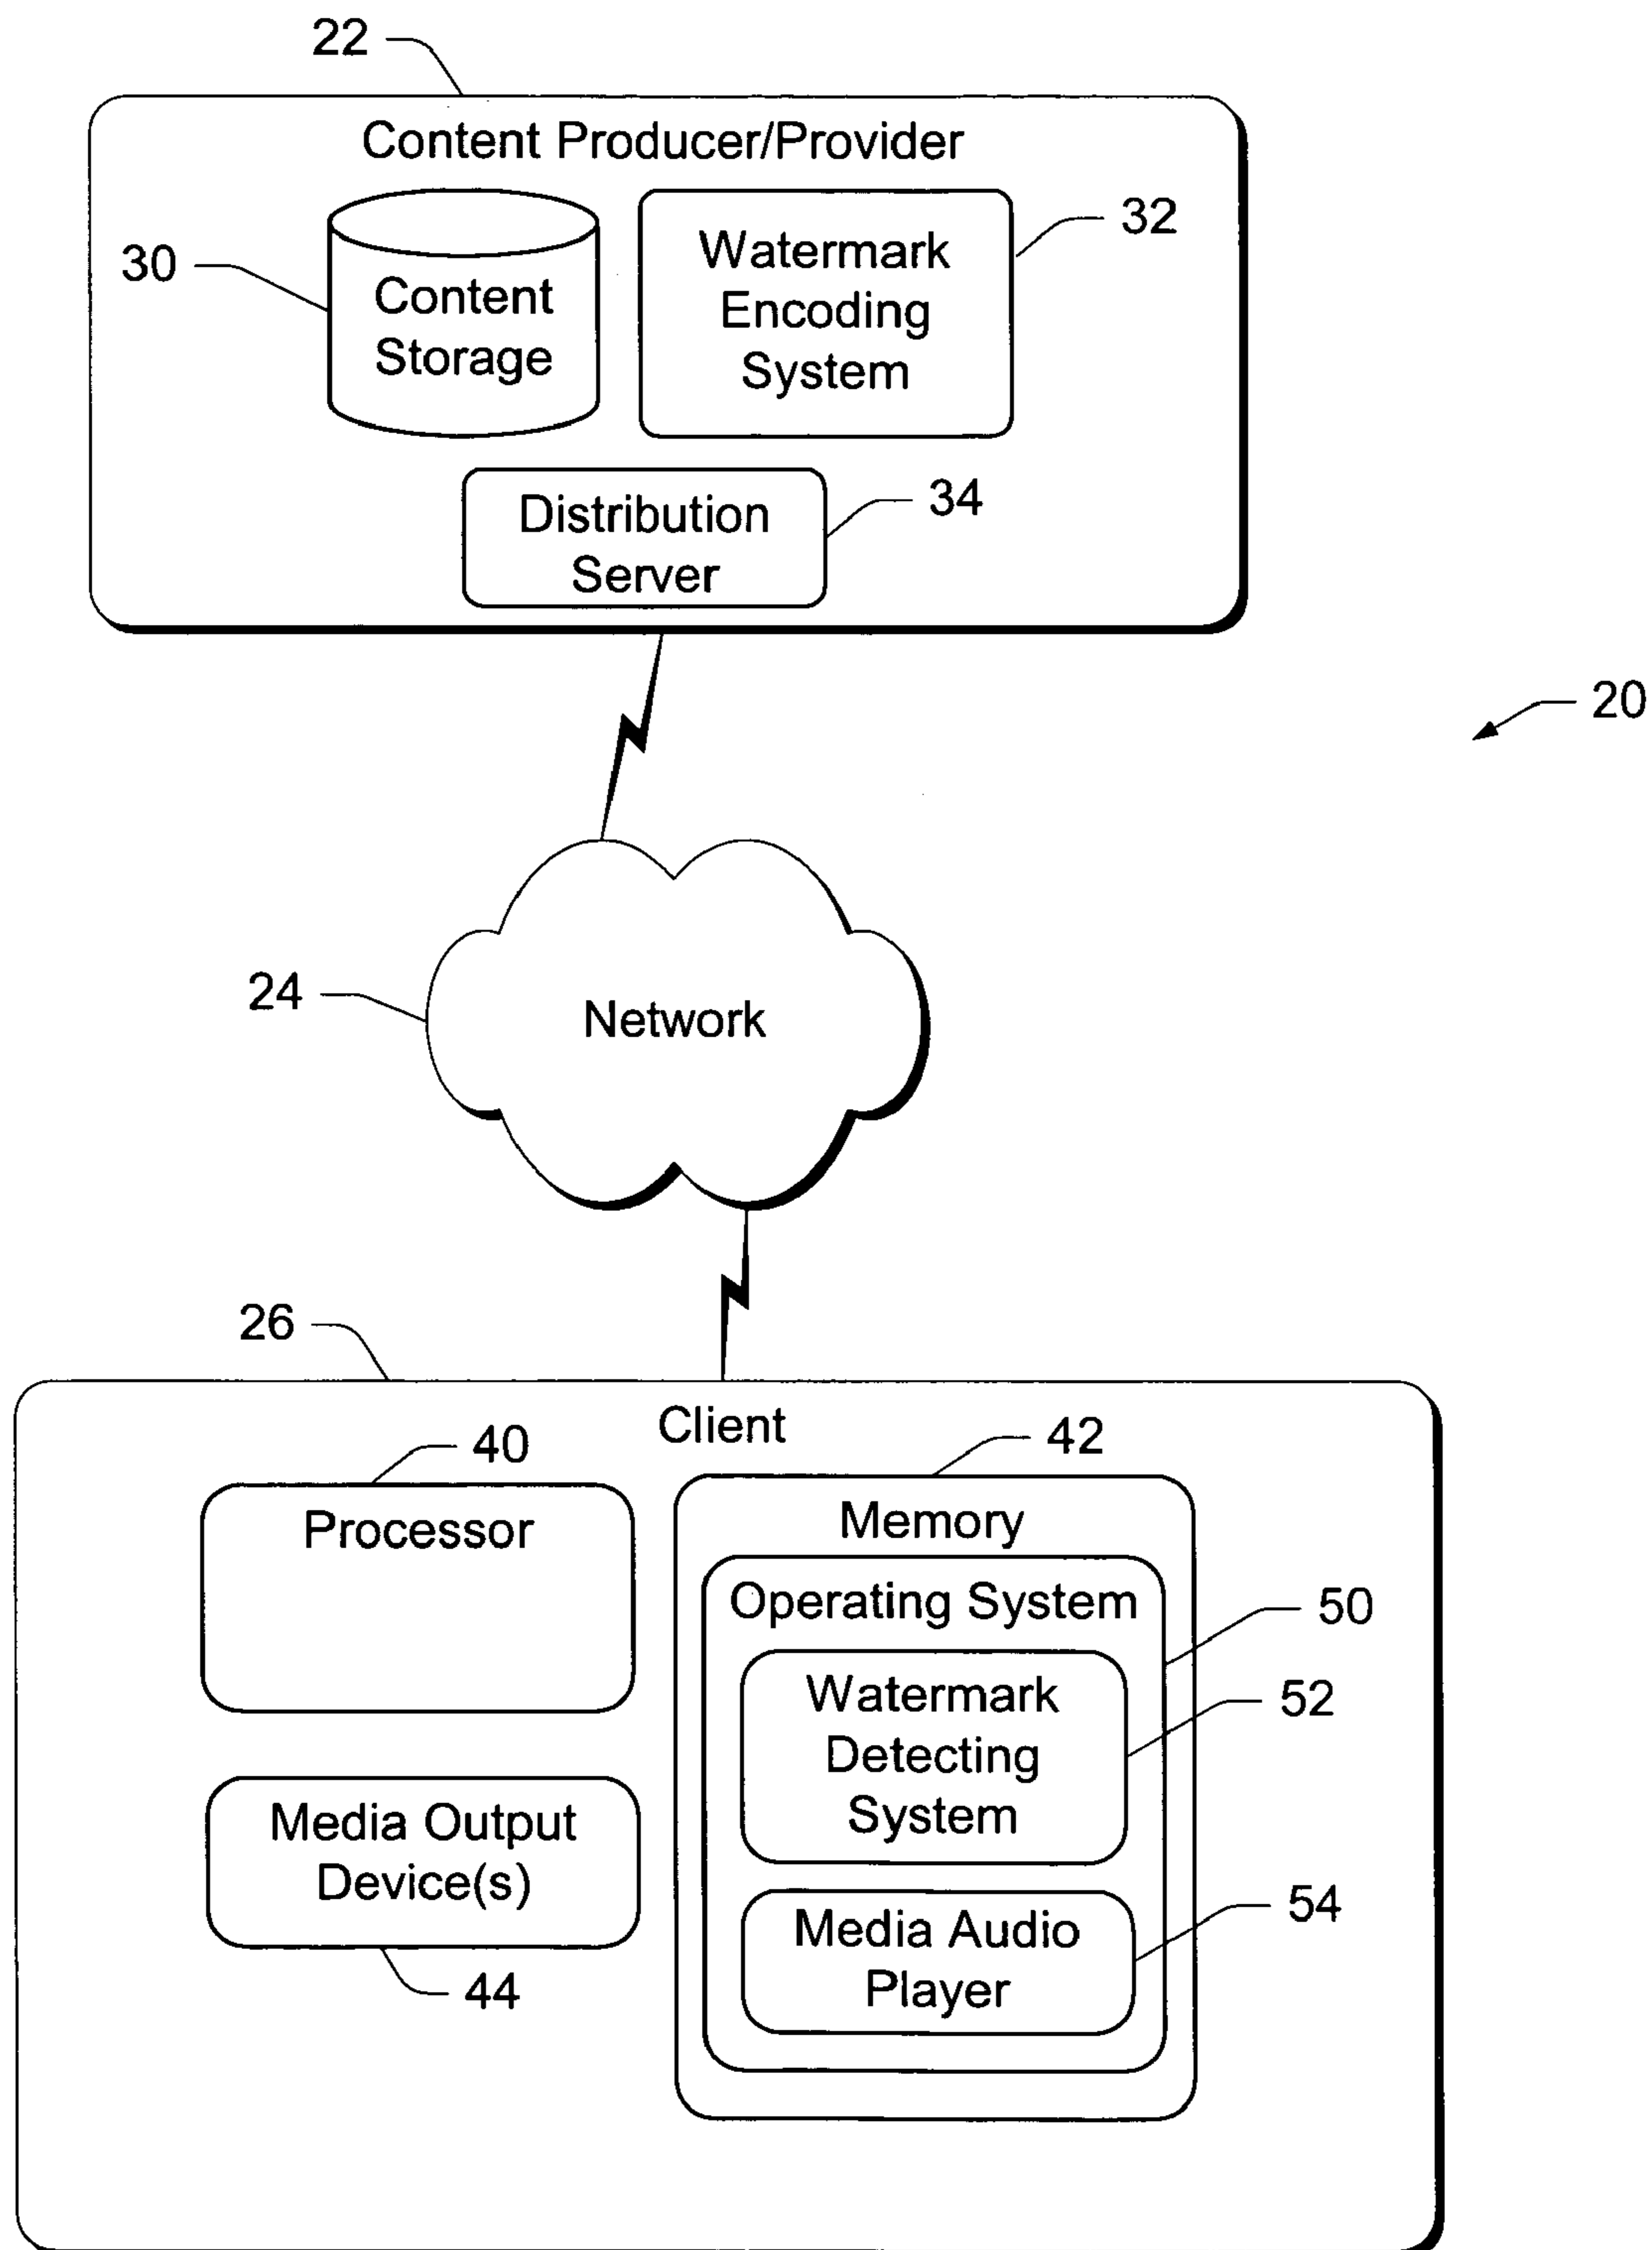 22
Content Producer/Provider
30
Content
Storage
Watermark
Encoding
System
32
Distribution
Server
34
20
24
Network
26
Client
40
Processor
42
Memory
Operating System
50
Watermark
Detecting
System
52
Media Output
Device(s)
44
Media Audio
Player
54